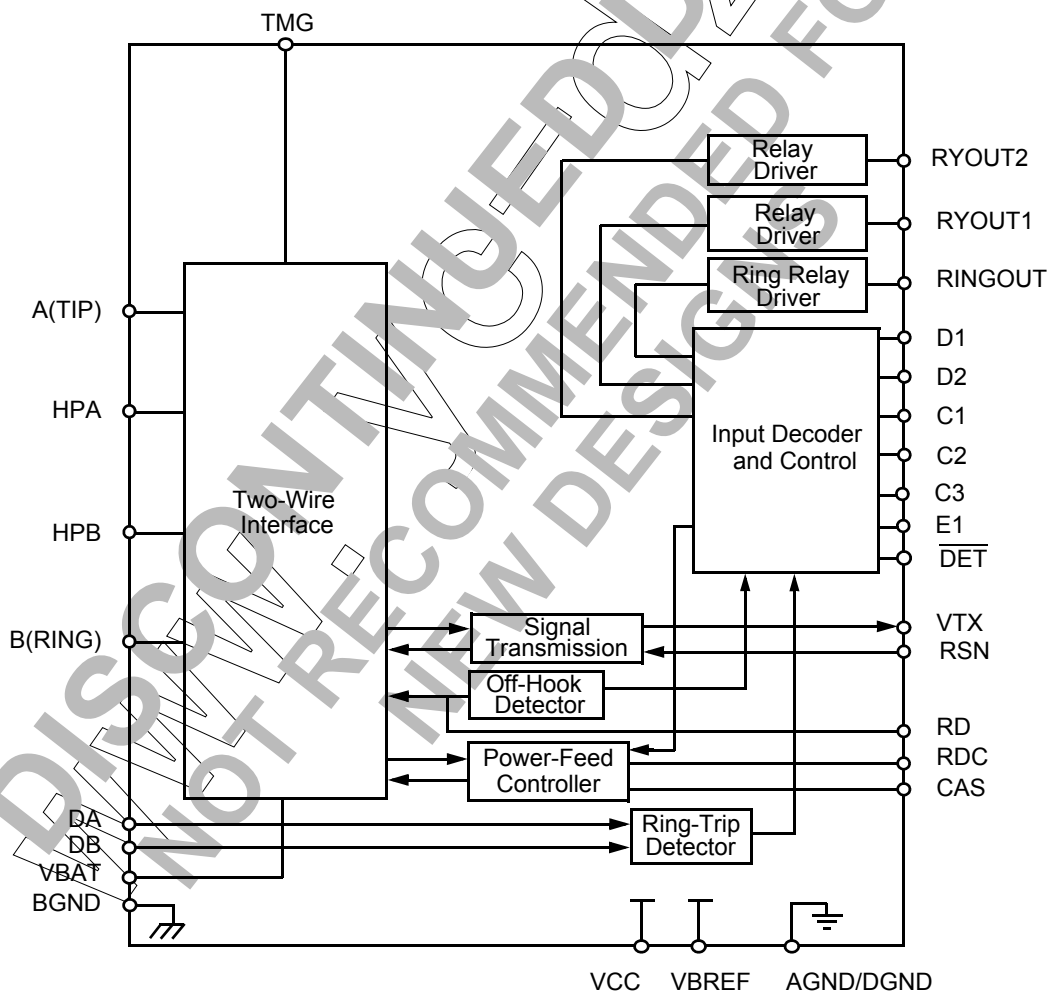 TMG
Relay
Driver
RYOUT2
Relay
Driver
RYOUT1
Ring Relay
Driver
RINGOUT
A(TIP)
HPA
HPB
B(RING)
Two-Wire
Interface
Input Decoder
and Control
D1
D2
C1
C2
C3
E1
DET
Signal
Transmission
VTX
RSN
Off-Hook
Detector
RD
Power-Feed
Controller
RDC
CAS
DA
DB
VBAT
BGND
Ring-Trip
Detector
VCC
VBREF
AGND/DGND
DISCONTINUED
NOT RECOMMENDED
NEW DESIGNS